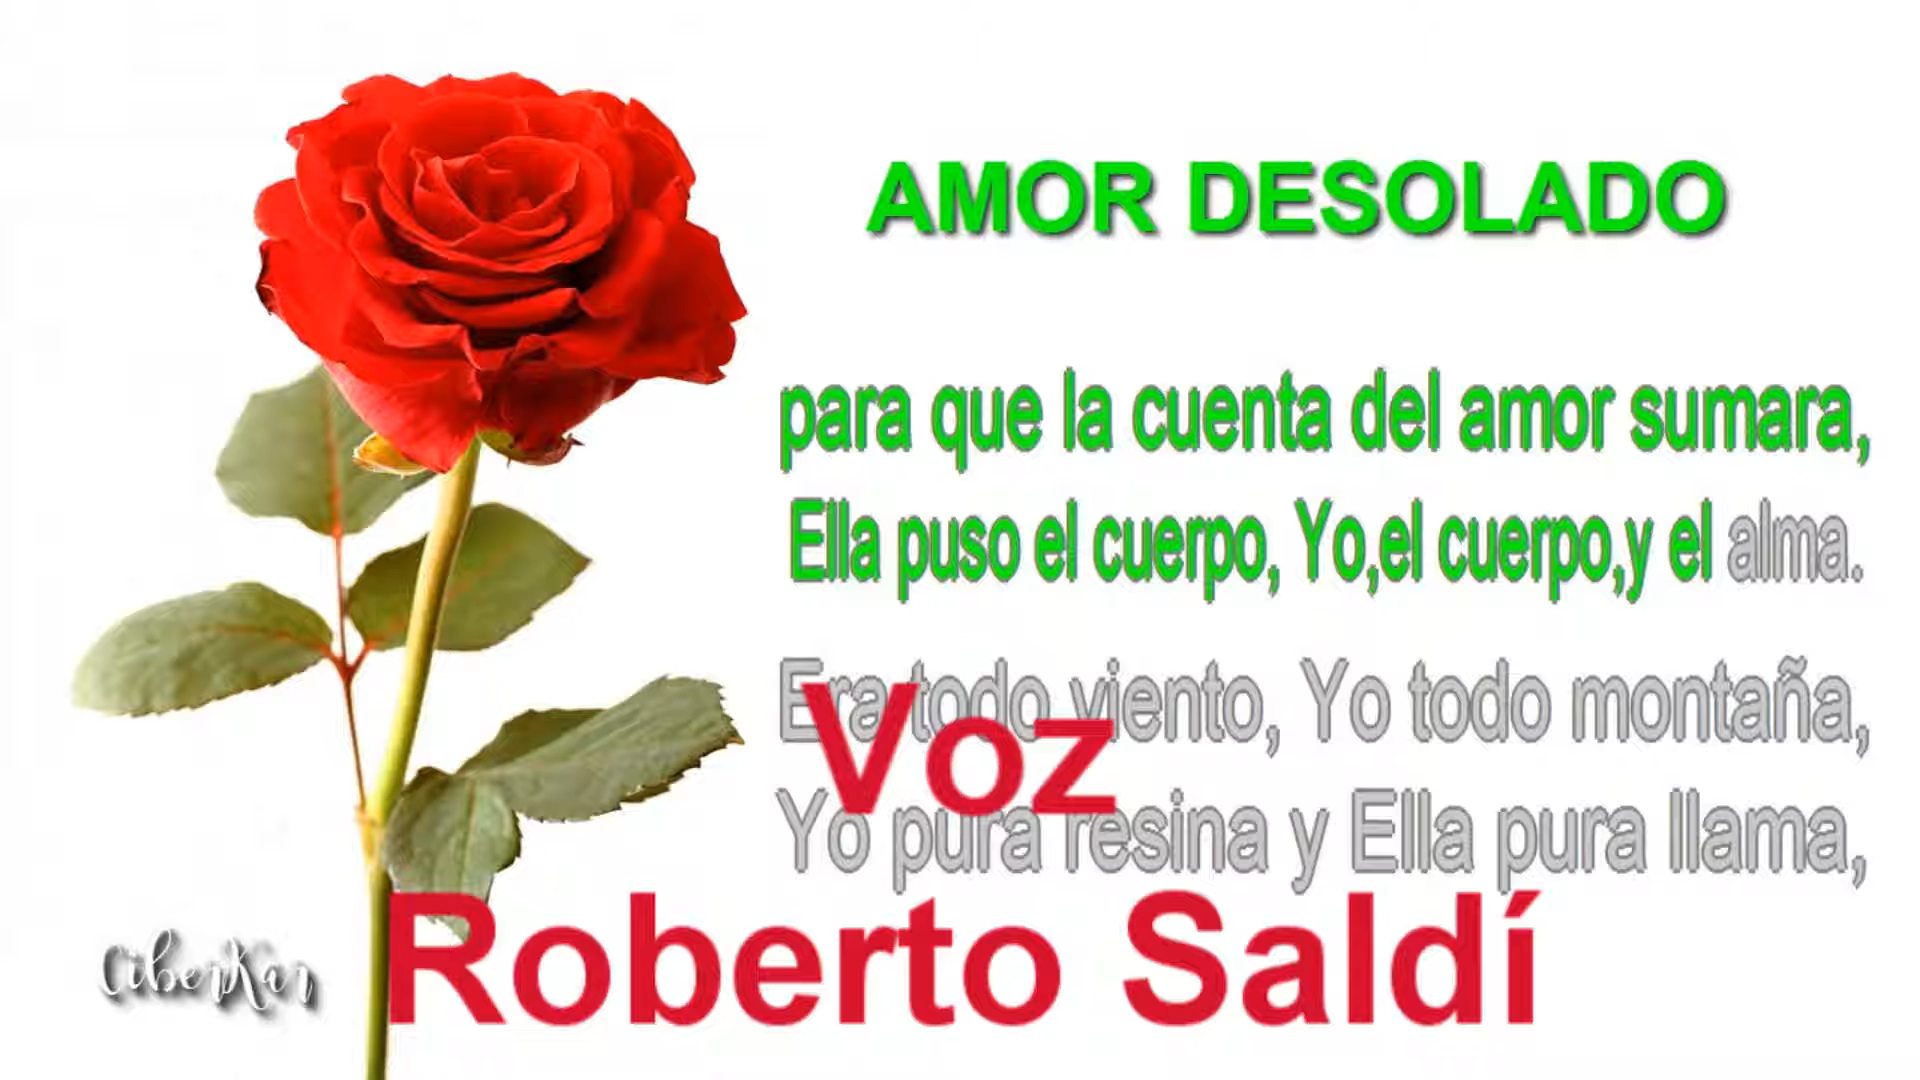 AMOR DESOLADO
para que la cuenta del amor sumara,
Ella puso el cuerpo, Yo,el cuerpo,y el alma.
Era todo viento, Yo todo montaña,
Yo pura resina y Ella pura llama,
Voz
Roberto Saldí
CiberKar